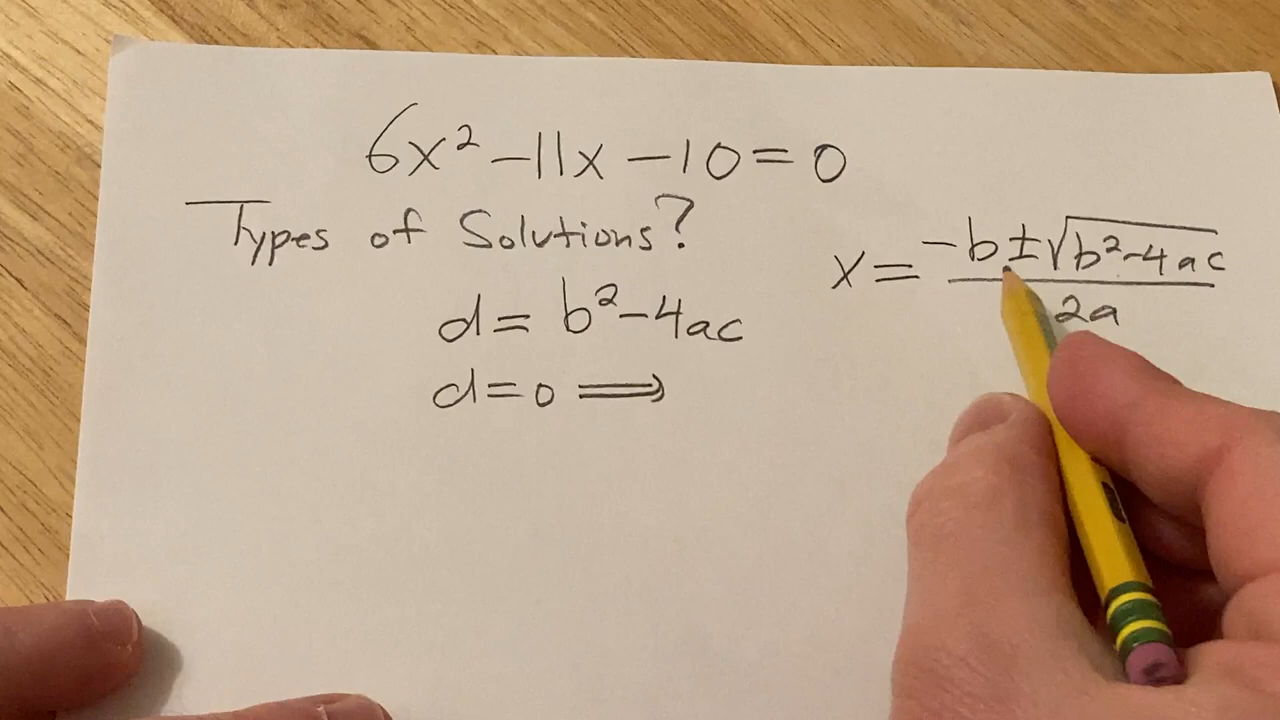 6x² -11x -10 = 0
Types of Solutions?
x = -b ± √b²-4ac / 2a
d = b²-4ac
d = 0 ⟹